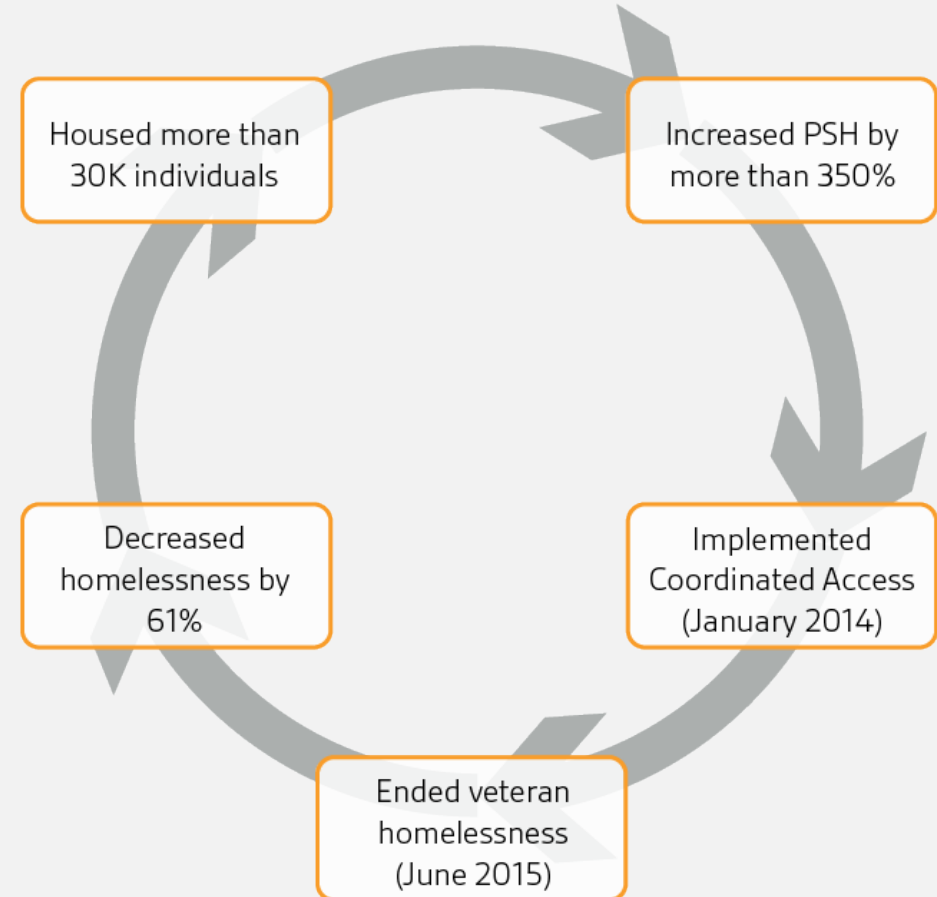 Housed more than
30K individuals
Increased PSH by
more than 350%
Implemented
Coordinated Access
(January 2014)
Ended veteran
homelessness
(June 2015)
Decreased
homelessness by
61%